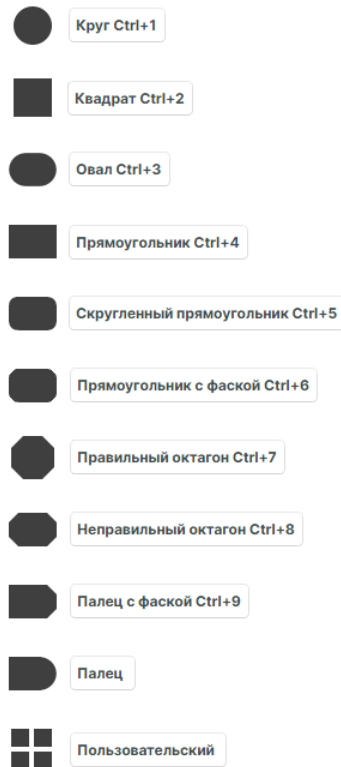 Круг Ctrl+1
Квадрат Ctrl+2
Овал Ctrl+3
Прямоугольник Ctrl+4
Скругленный прямоугольник Ctrl+5
Прямоугольник с фаской Ctrl+6
Правильный октагон Ctrl+7
Неправильный октагон Ctrl+8
Палец с фаской Ctrl+9
Палец
Пользовательский